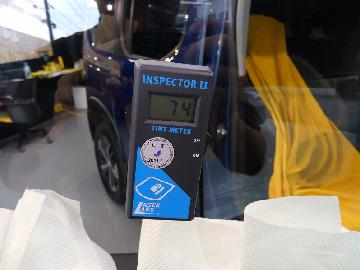 INSPECTOR II
74
TINT METER
LASER
LABS